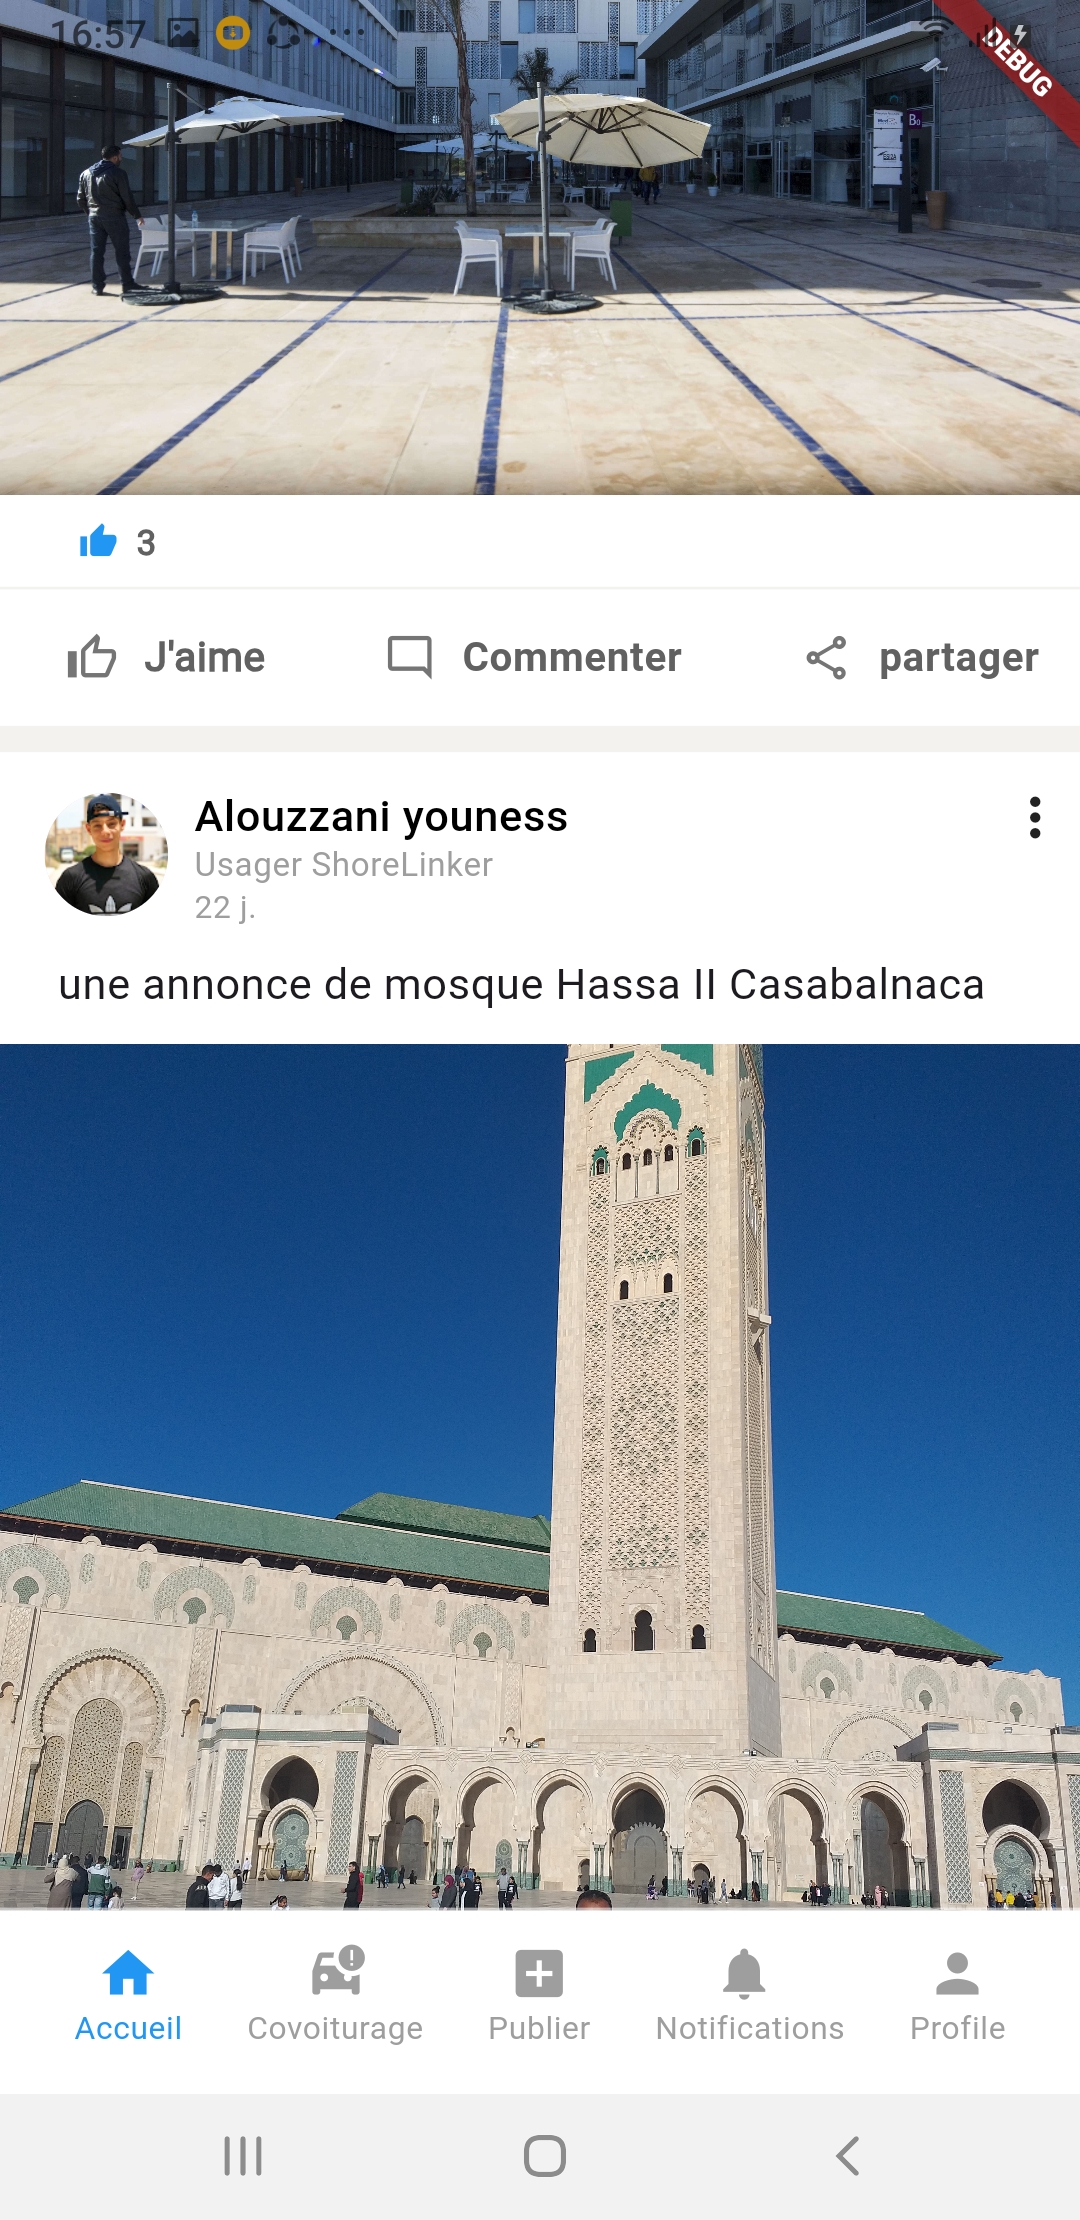 16:57
DEBUG
B0
3
J'aime
Commenter
partager
Alouzzani youness
Usager ShoreLinker
22 j.
une annonce de mosque Hassa II Casabalnaca
Accueil
Covoiturage
Publier
Notifications
Profile